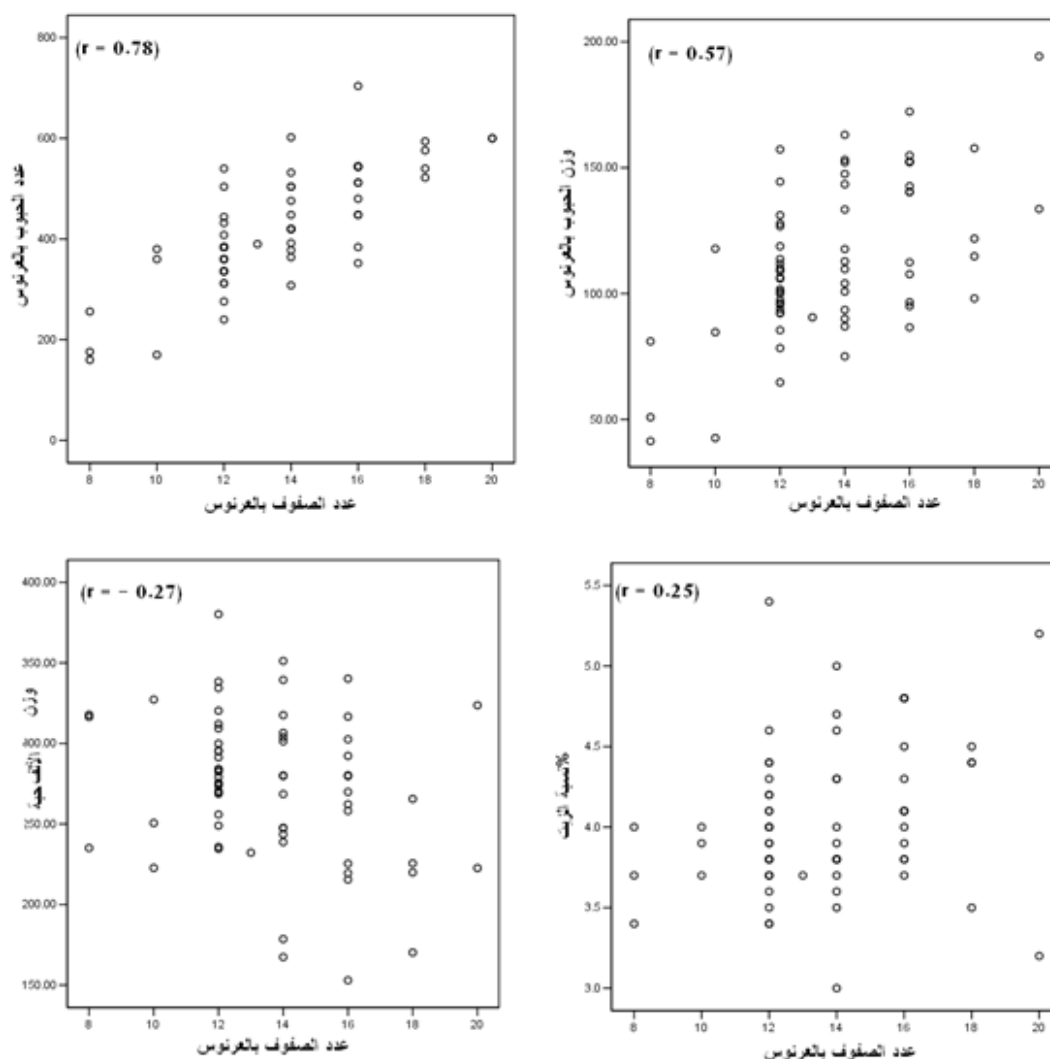 (r = 0.78)
عدد الحبوب بالعرنوس
800
600
400
200
0
8 10 12 14 16 18 20
عدد الصفوف بالعرنوس
(r = 0.57)
وزن الحبوب بالعرنوس
200.00
150.00
100.00
50.00
8 10 12 14 16 18 20
عدد الصفوف بالعرنوس
(r = - 0.27)
وزن الألفحبة
400.00
350.00
300.00
250.00
200.00
150.00
8 10 12 14 16 18 20
عدد الصفوف بالعرنوس
(r = 0.25)
نسبة الزيت%
5.5
5.0
4.5
4.0
3.5
3.0
8 10 12 14 16 18 20
عدد الصفوف بالعرنوس